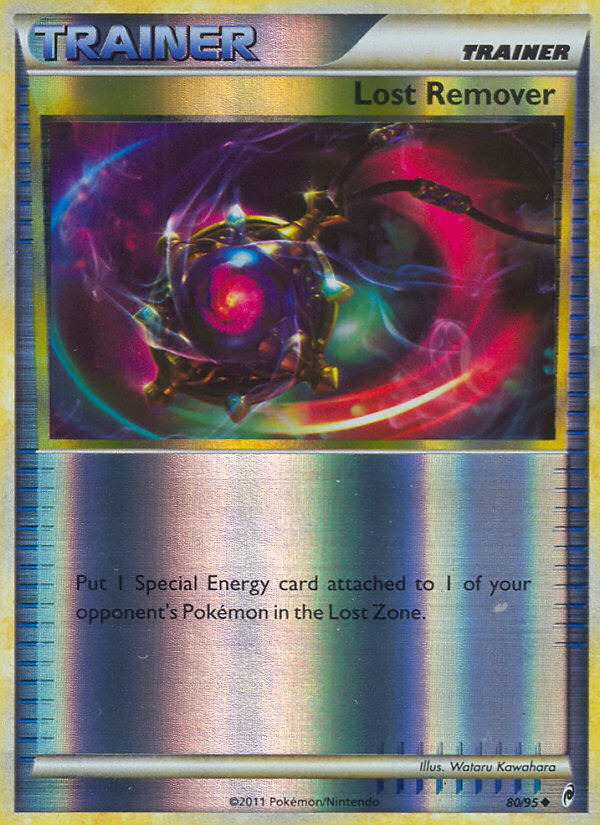 TRAINER
TRAINER
Lost Remover
Put 1 Special Energy card attached to 1 of your
opponent's Pokémon in the Lost Zone.
Illus. Wataru Kawahara
©2011 Pokémon/Nintendo
80/95 ◆